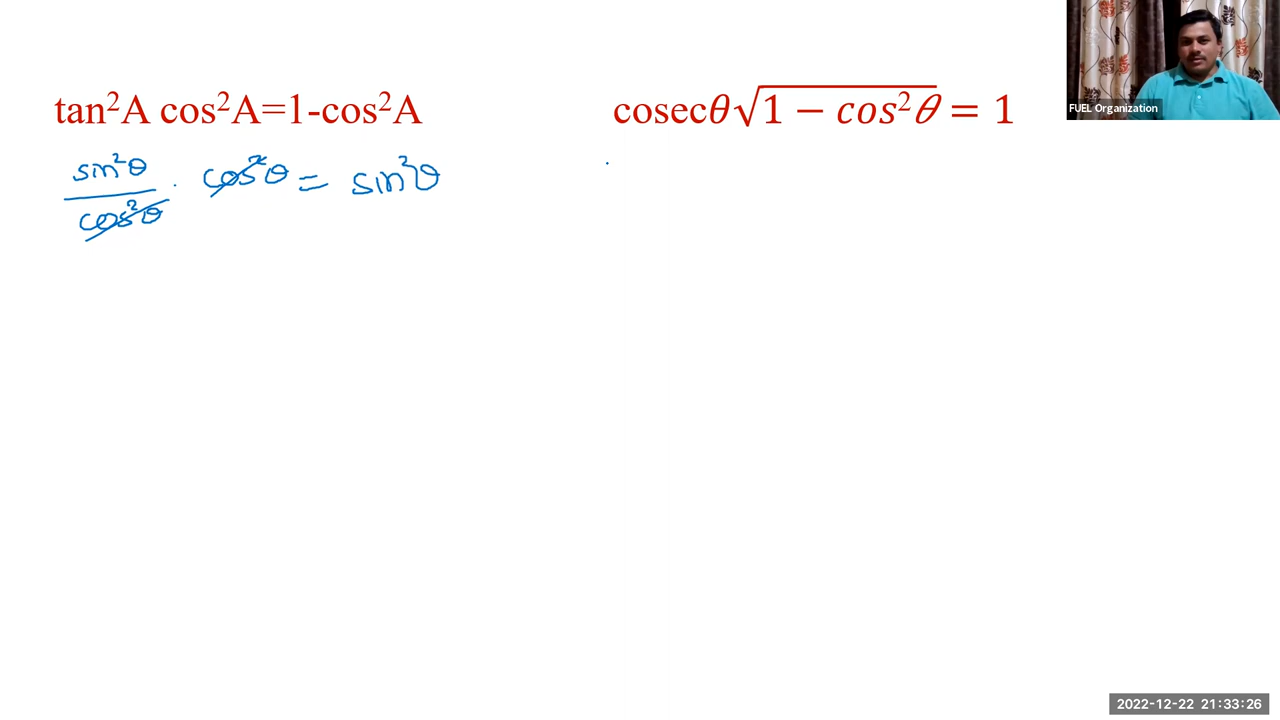 tan²A cos²A=1-cos²A
cosecθ√1 − cos²θ = 1
sin²θ/cos²θ · cos²θ = sin²θ
FUEL Organization
2022-12-22 21:33:26